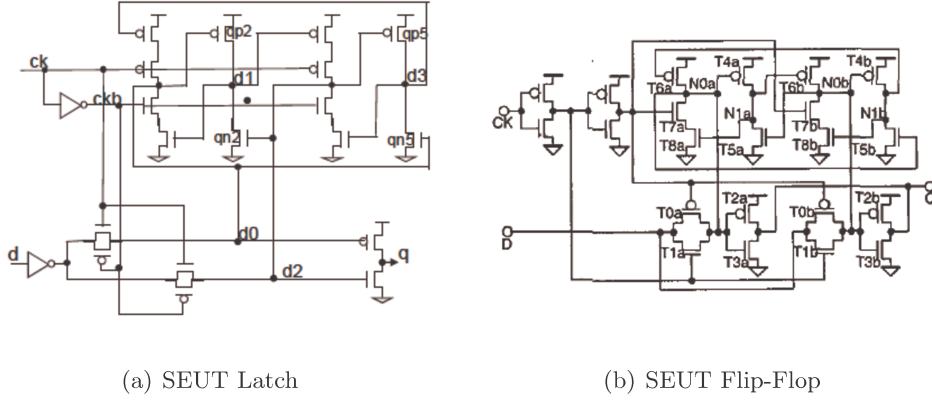 qp2 qp5
ck d1 d3
ckb
qn2 qn5
d0
d q
d2
T4a T4b
T6a N0a T6b N0b
CK T7a N1a T7b N1b
T8a T5a T8b T5b
T0a T2a T0b T2b
D Q
T1a T3a T1b T3b
(a) SEUT Latch (b) SEUT Flip-Flop